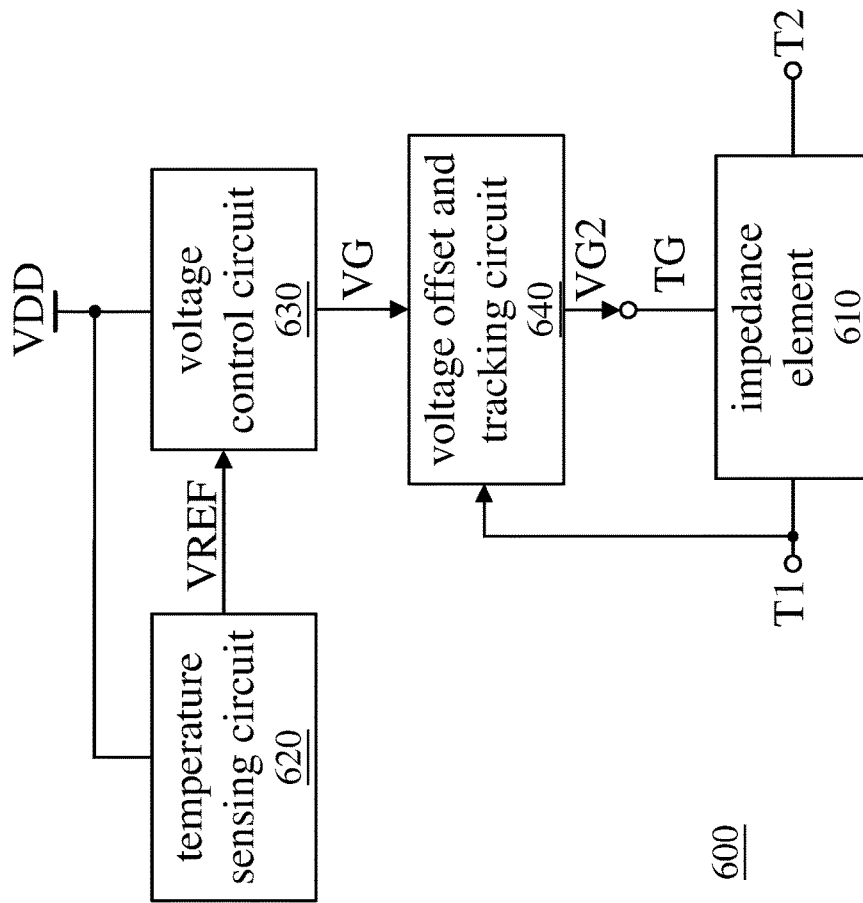 VDD
temperature
sensing circuit
620
VREF
voltage
control circuit
630
VG
voltage offset and
tracking circuit
640
VG2
TG
T1
impedance
element
610
T2
600